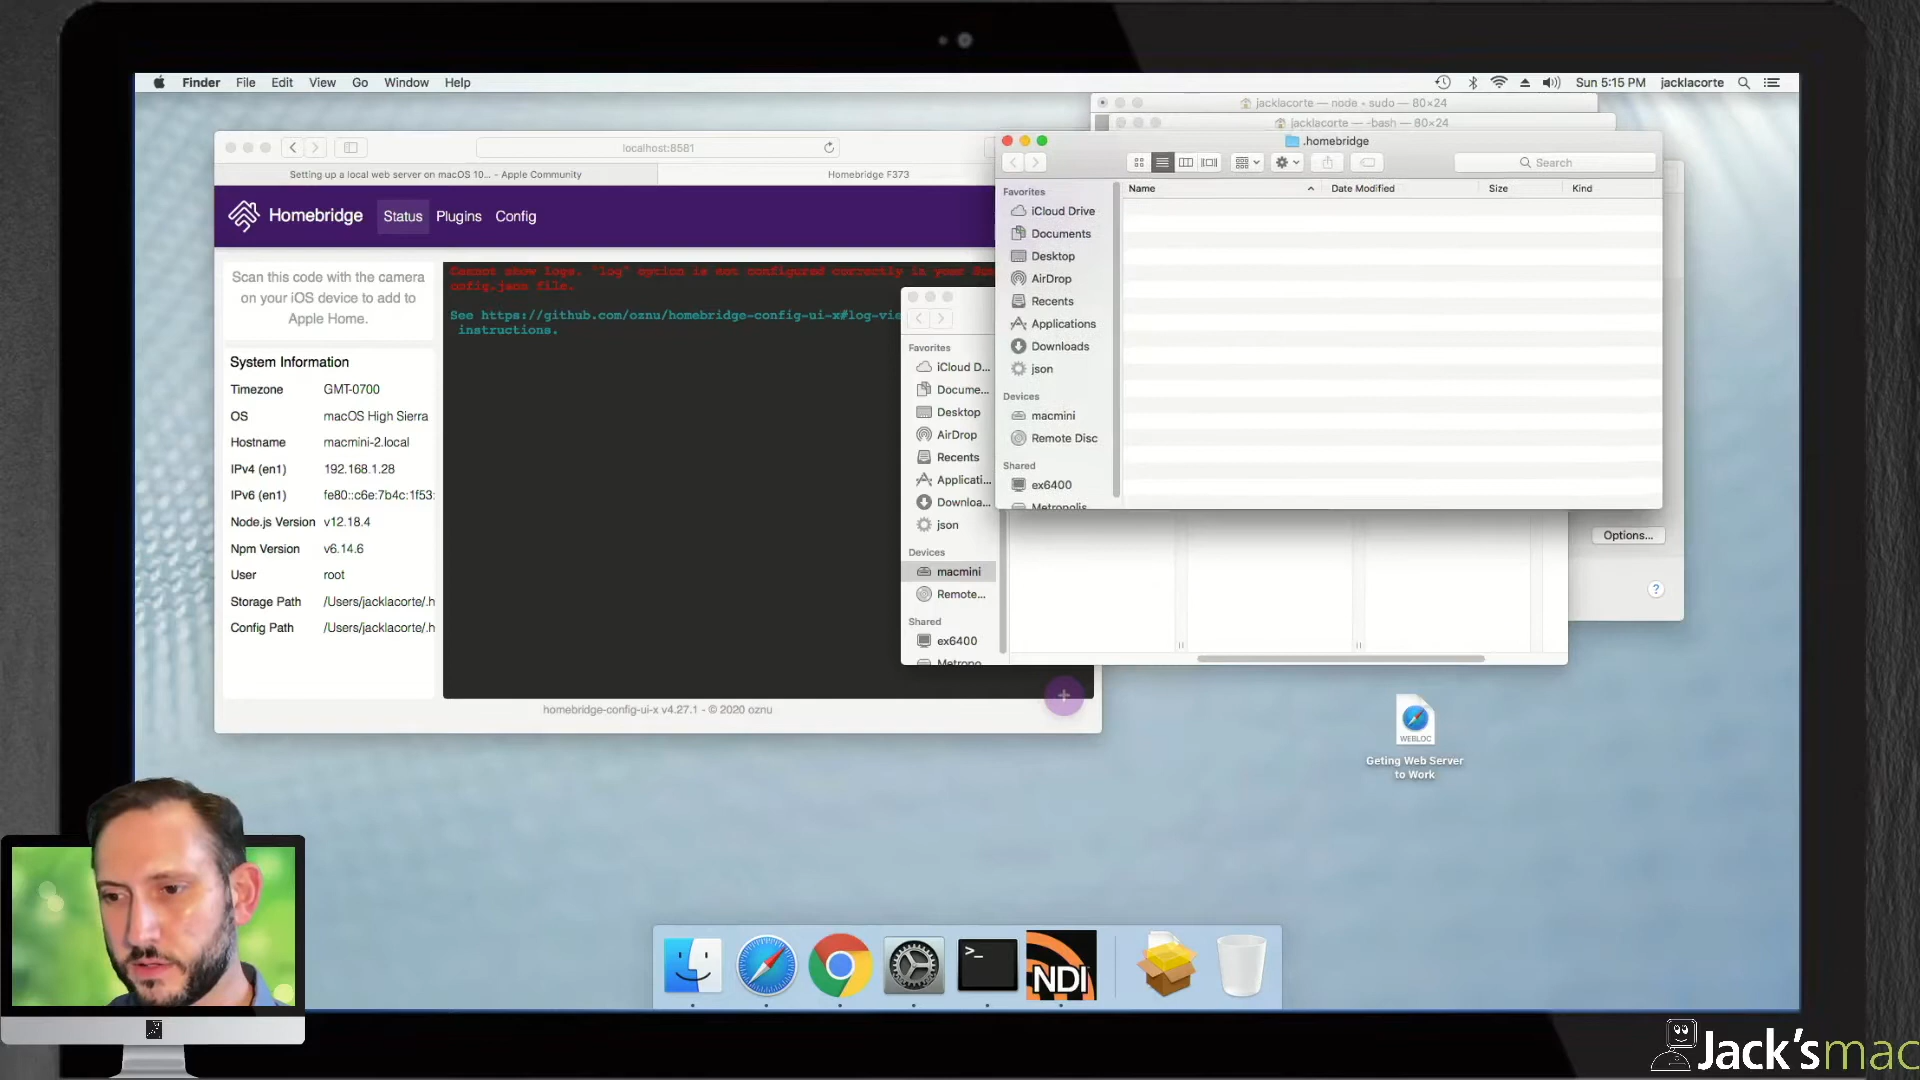 Finder File Edit View Go Window Help
Sun 5:15 PM jacklacorte
jacklacorte — node • sudo — 80×24
jacklacorte — -bash — 80×24
.homebridge
Search
Name Date Modified Size Kind
Favorites
iCloud Drive
Documents
Desktop
AirDrop
Recents
Applications
Downloads
json
Devices
macmini
Remote Disc
Shared
ex6400
Metropolis
localhost:8581
Setting up a local web server on macOS 10... - Apple Community
Homebridge F373
Homebridge Status Plugins Config
Scan this code with the camera
on your iOS device to add to
Apple Home.
System Information
Timezone GMT-0700
OS macOS High Sierra
Hostname macmini-2.local
IPv4 (en1) 192.168.1.28
IPv6 (en1) fe80::c6e:7b4c:1f53:
Node.js Version v12.18.4
Npm Version v6.14.6
User root
Storage Path /Users/jacklacorte/.h
Config Path /Users/jacklacorte/.h
Cannot show logs. "log" option is not configured correctly in your
onfig.json file.
See https://github.com/oznu/homebridge-config-ui-x#log-vie
instructions.
homebridge-config-ui-x v4.27.1 - © 2020 oznu
Favorites
iCloud D...
Docume...
Desktop
AirDrop
Recents
Applicati...
Downloa...
json
Devices
macmini
Remote...
Shared
ex6400
Metropo
Options...
?
WEBLOC
Geting Web Server
to Work
>_
NDI
Jack'smac